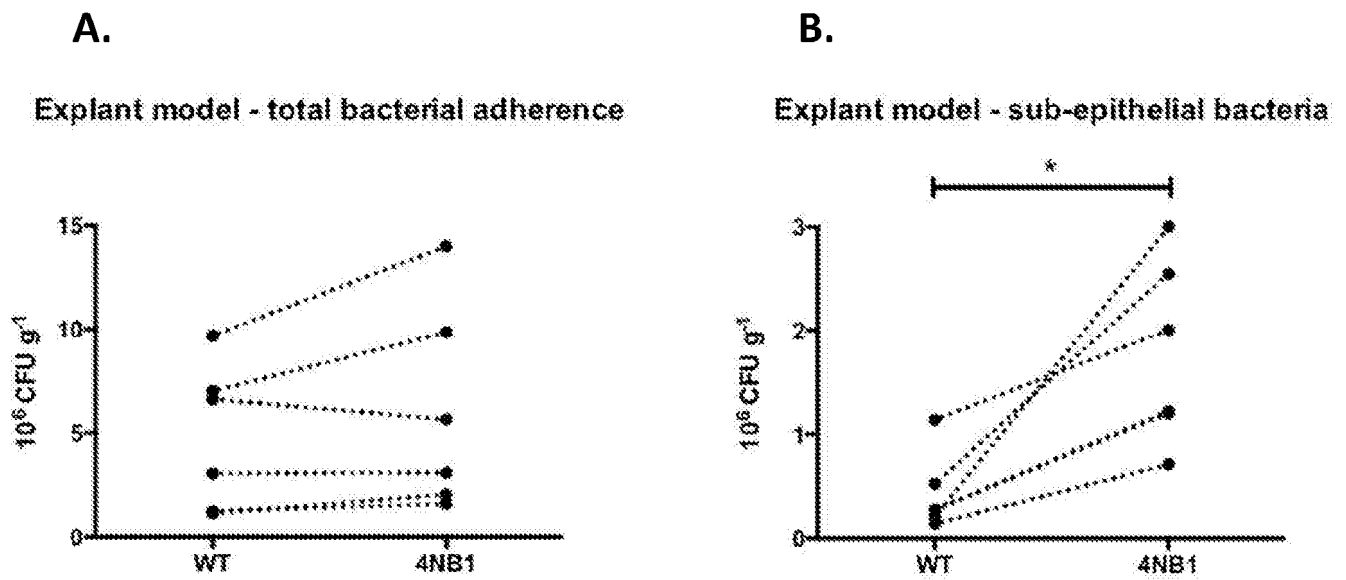 A.
Explant model - total bacterial adherence
15
10
5
0
10⁶ CFU g⁻¹
WT
4NB1
B.
Explant model - sub-epithelial bacteria
*
3
2
1
0
10⁶ CFU g⁻¹
WT
4NB1